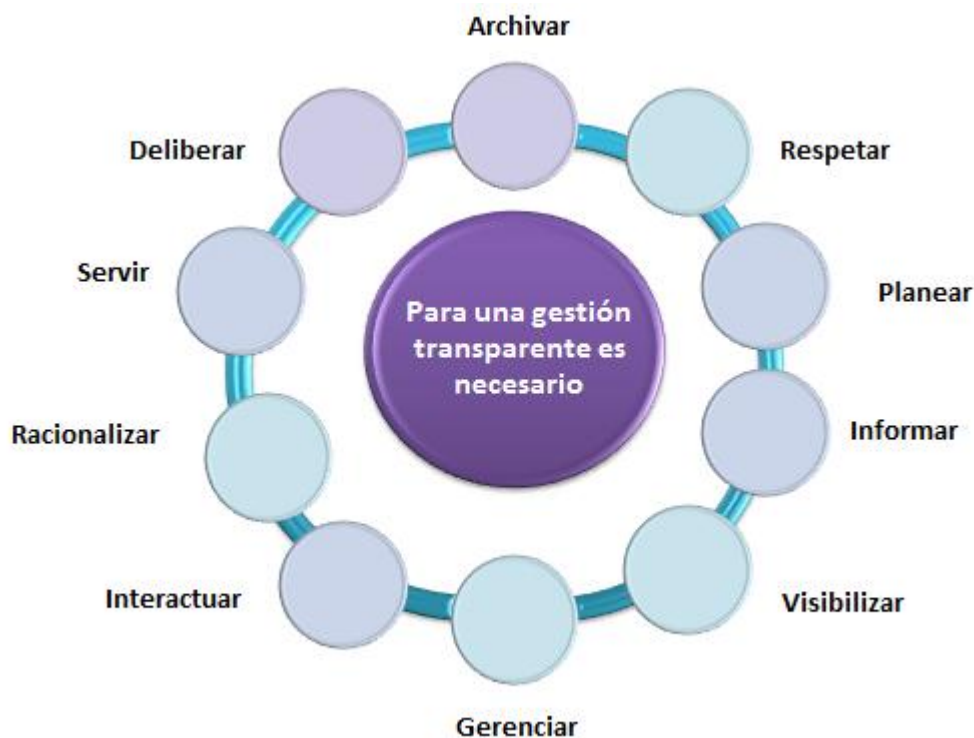 Archivar
Deliberar
Respetar
Servir
Planear
Para una gestión
transparente es
necesario
Racionalizar
Informar
Interactuar
Visibilizar
Gerenciar